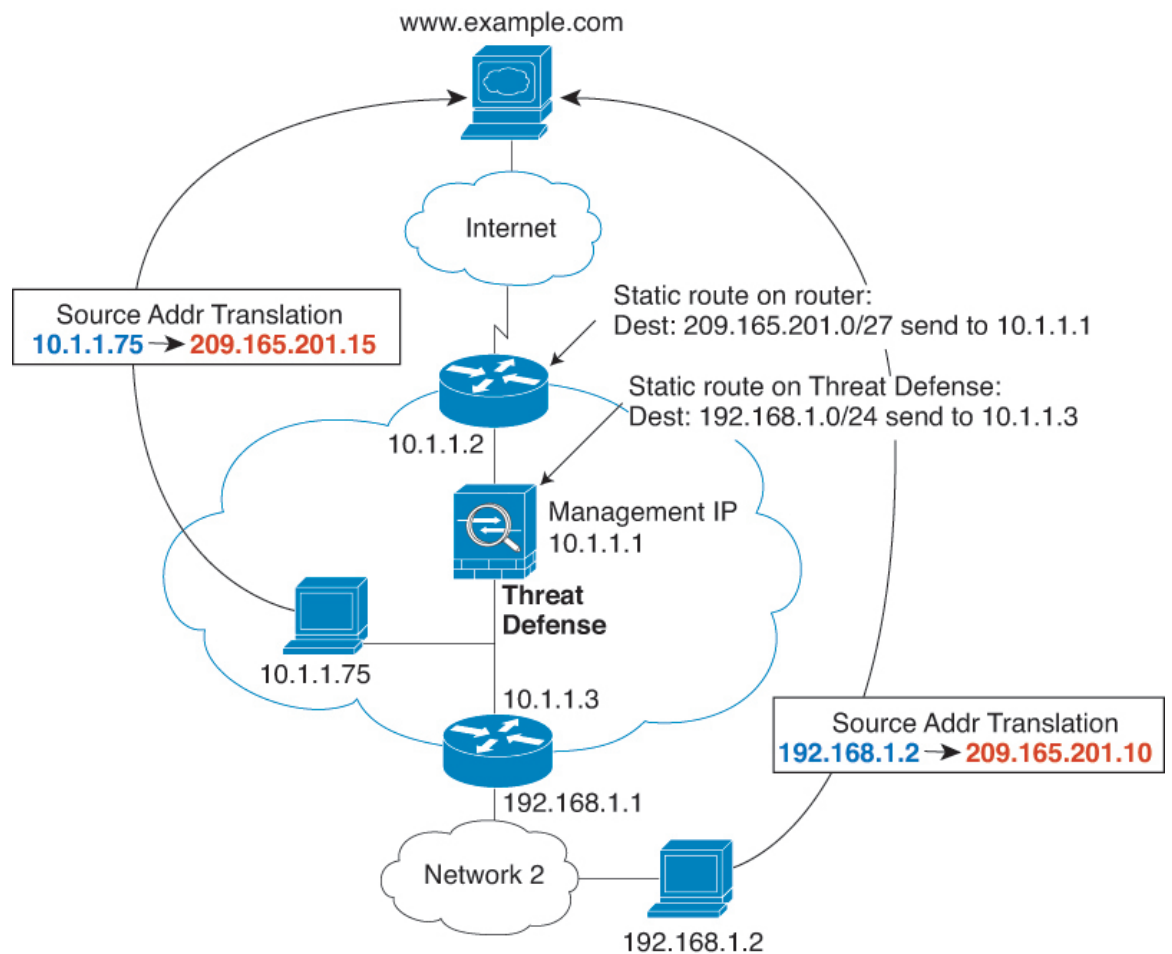 www.example.com
Internet
Source Addr Translation
10.1.1.75 209.165.201.15
Static route on router:
Dest: 209.165.201.0/27 send to 10.1.1.1
Static route on Threat Defense:
Dest: 192.168.1.0/24 send to 10.1.1.3
10.1.1.2
Management IP
10.1.1.1
Threat
Defense
10.1.1.75
10.1.1.3
Source Addr Translation
192.168.1.2 209.165.201.10
192.168.1.1
Network 2
192.168.1.2